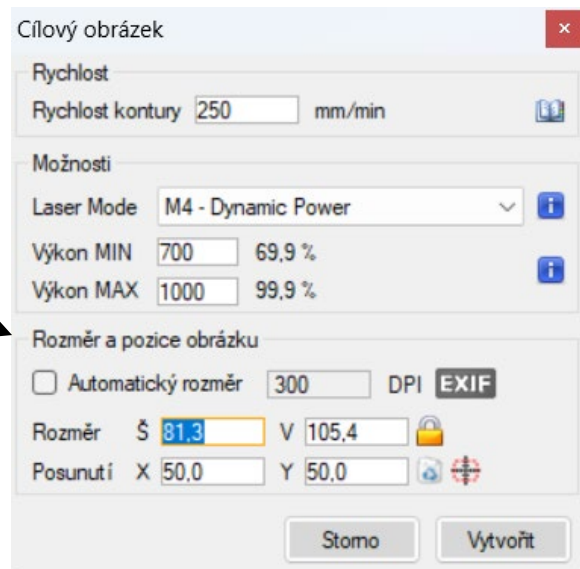 Cílový obrázek
Rychlost
Rychlost kontury 250 mm/min
Možnosti
Laser Mode M4 - Dynamic Power
Výkon MIN 700 69,9 %
Výkon MAX 1000 99,9 %
Rozměr a pozice obrázku
Automatický rozměr 300 DPI EXIF
Rozměr Š 81,3 V 105,4
Posunutí X 50,0 Y 50,0
Storno Vytvořit